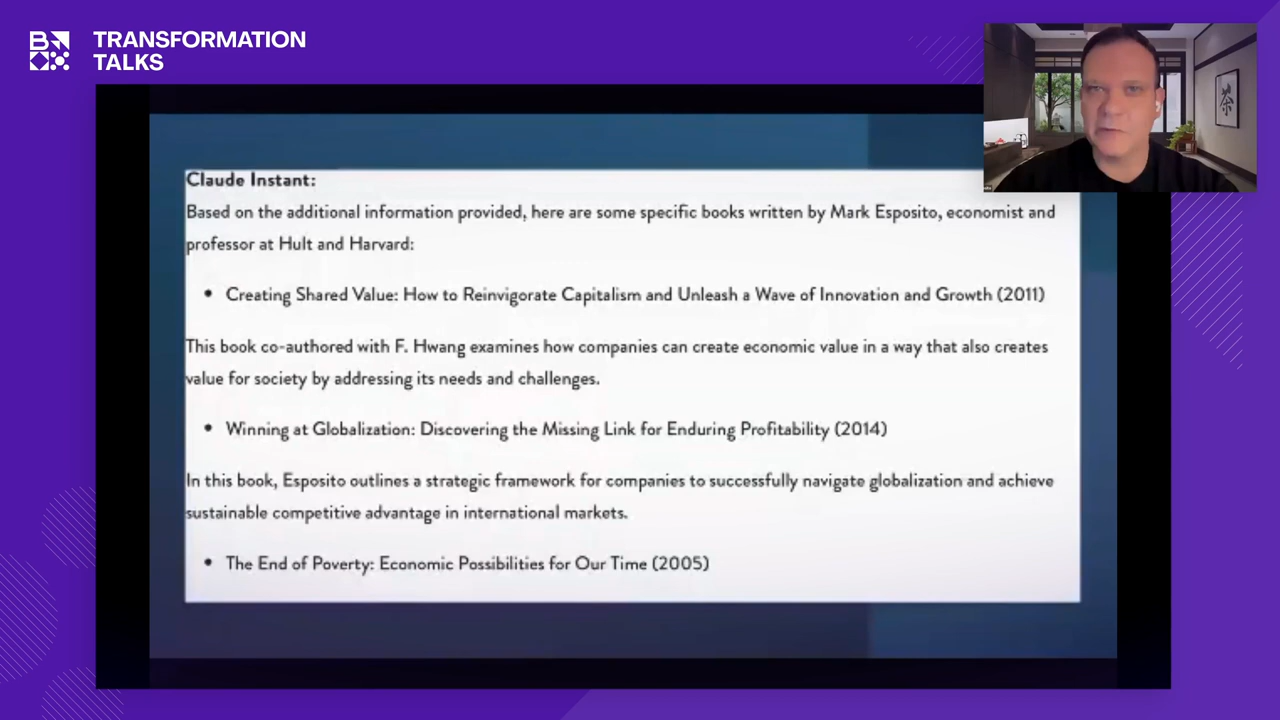 TRANSFORMATION
TALKS
Claude Instant:
Based on the additional information provided, here are some specific books written by Mark Esposito, economist and
professor at Hult and Harvard:
• Creating Shared Value: How to Reinvigorate Capitalism and Unleash a Wave of Innovation and Growth (2011)
This book co-authored with F. Hwang examines how companies can create economic value in a way that also creates
value for society by addressing its needs and challenges.
• Winning at Globalization: Discovering the Missing Link for Enduring Profitability (2014)
In this book, Esposito outlines a strategic framework for companies to successfully navigate globalization and achieve
sustainable competitive advantage in international markets.
• The End of Poverty: Economic Possibilities for Our Time (2005)
茶